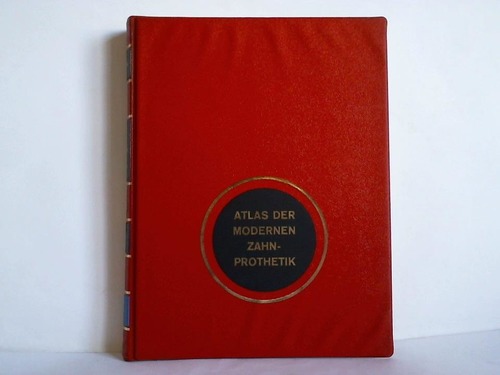 ATLAS DER
MODERNEN
ZAHN-
PROTHETIK